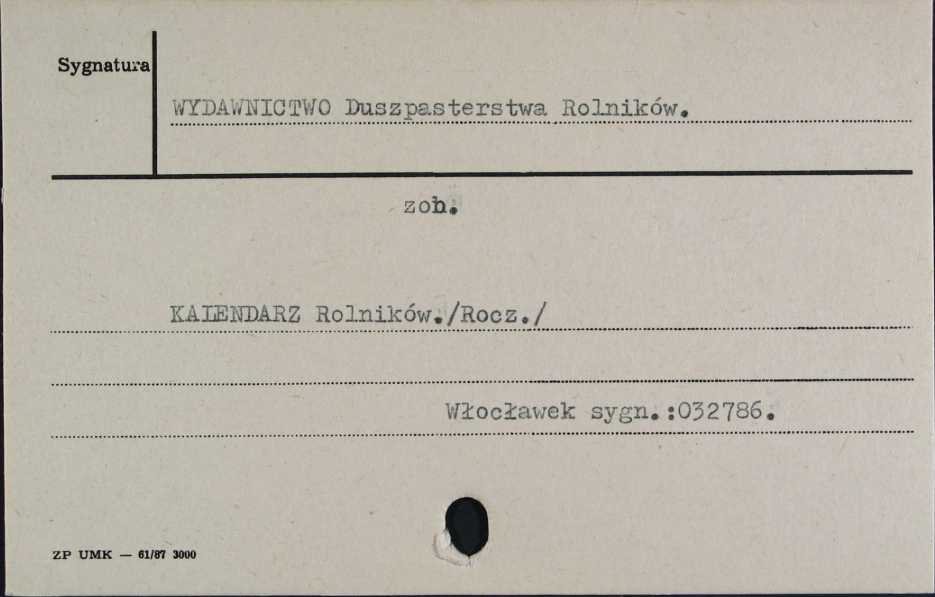 Sygnatura
WYDAWNICTWO Duszpasterstwa Rolników.
zob.
KALENDARZ Rolników./Rocz./
Włocławek sygn.:032786.
ZP UMK — 61/87 3000